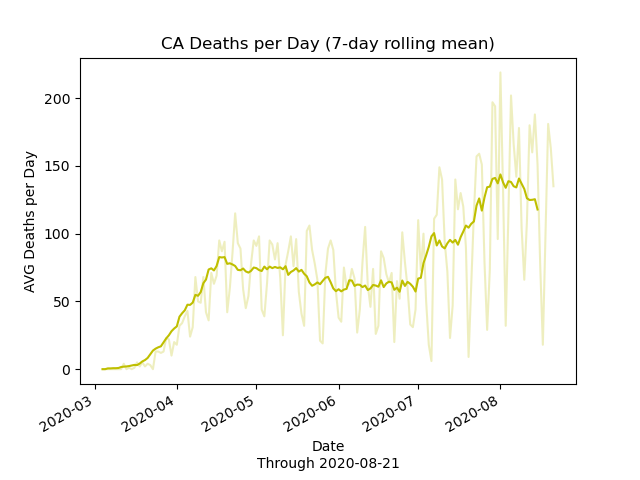 CA Deaths per Day (7-day rolling mean)
AVG Deaths per Day
200
150
100
50
0
2020-03
2020-04
2020-05
2020-06
2020-07
2020-08
Date
Through 2020-08-21